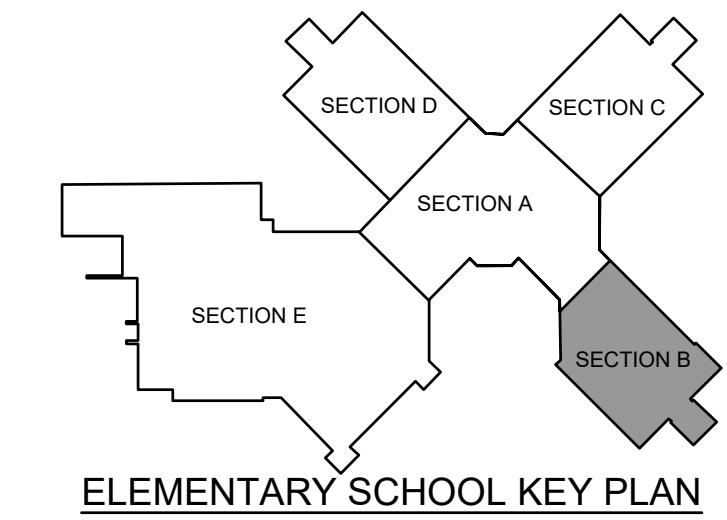 SECTION D
SECTION C
SECTION A
SECTION E
SECTION B
ELEMENTARY SCHOOL KEY PLAN